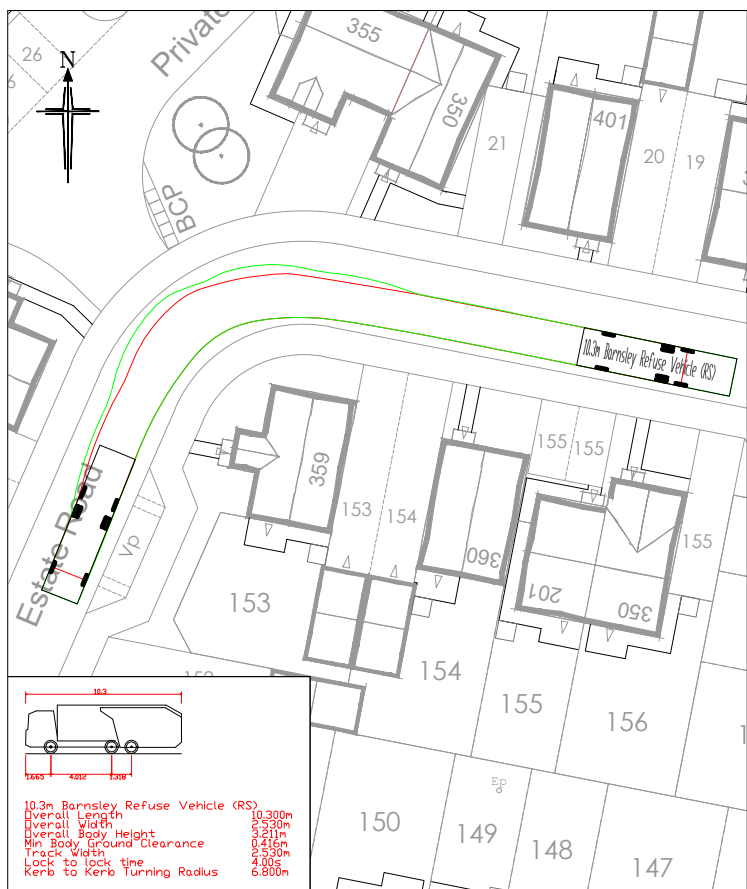 26
N
Private
355
350
21
401
20
19
BCP
10.3m Barnsley Refuse Vehicle (RS)
359
155
155
153
154
360
155
Estate Road
Vp
201
350
153
154
155
156
150
149
148
147
Ep
10.3
1.665
4.012
1.318
10.3m Barnsley Refuse Vehicle (RS)
Overall Length 10.300m
Overall Width 2.530m
Overall Body Height 3.211m
Min Body Ground Clearance 0.416m
Track Width 2.530m
Lock to lock time 4.00s
Kerb to Kerb Turning Radius 6.800m